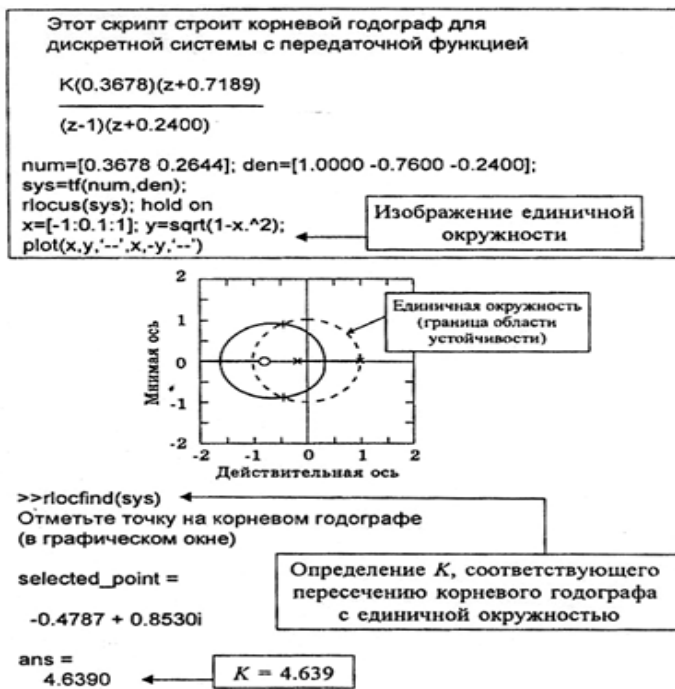 Этот скрипт строит корневой годограф для
дискретной системы с передаточной функцией
K(0.3678)(z+0.7189)
(z-1)(z+0.2400)
num=[0.3678 0.2644]; den=[1.0000 -0.7600 -0.2400];
sys=tf(num,den);
rlocus(sys); hold on
x=[-1:0.1:1]; y=sqrt(1-x.^2);
plot(x,y,'--',x,-y,'--')
Изображение единичной
окружности
2
1
0
-1
-2
Мнимая ось
-2 -1 0 1 2
Действительная ось
Единичная окружность
(граница области
устойчивости)
>>rlocfind(sys)
Отметьте точку на корневом годографе
(в графическом окне)
selected_point =
-0.4787 + 0.8530i
ans =
4.6390
Определение K, соответствующего
пересечению корневого годографа
с единичной окружностью
K = 4.639